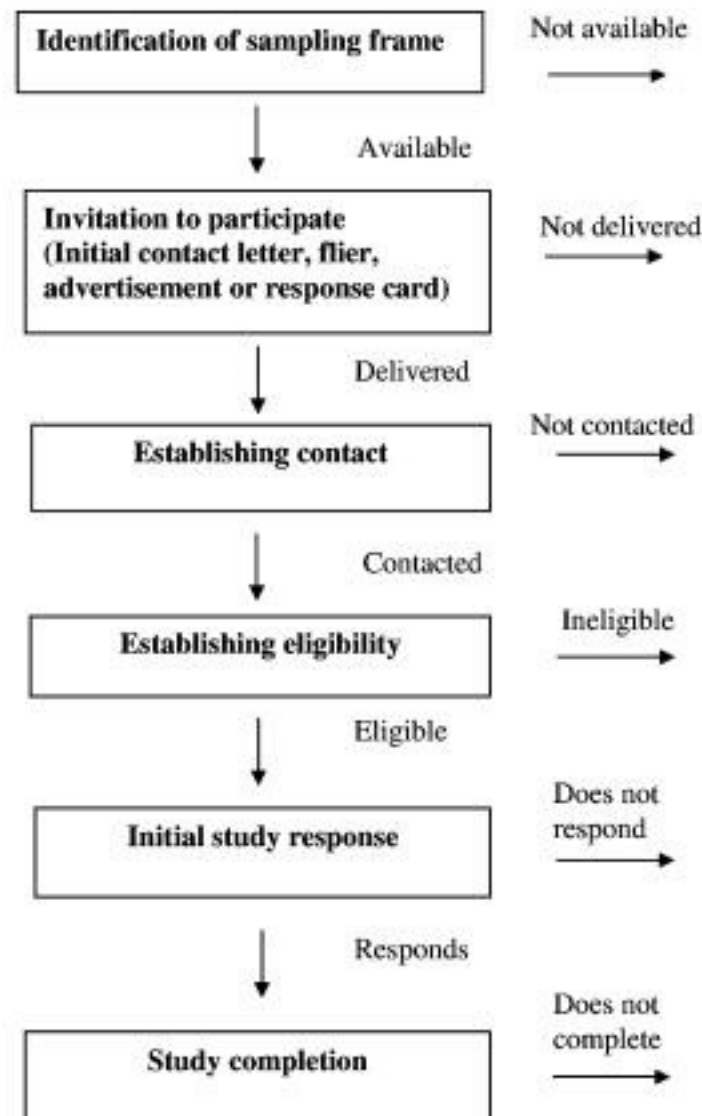 Identification of sampling frame
Not available
Available
Invitation to participate
(Initial contact letter, flier,
advertisement or response card)
Not delivered
Delivered
Establishing contact
Not contacted
Contacted
Establishing eligibility
Ineligible
Eligible
Initial study response
Does not
respond
Responds
Study completion
Does not
complete